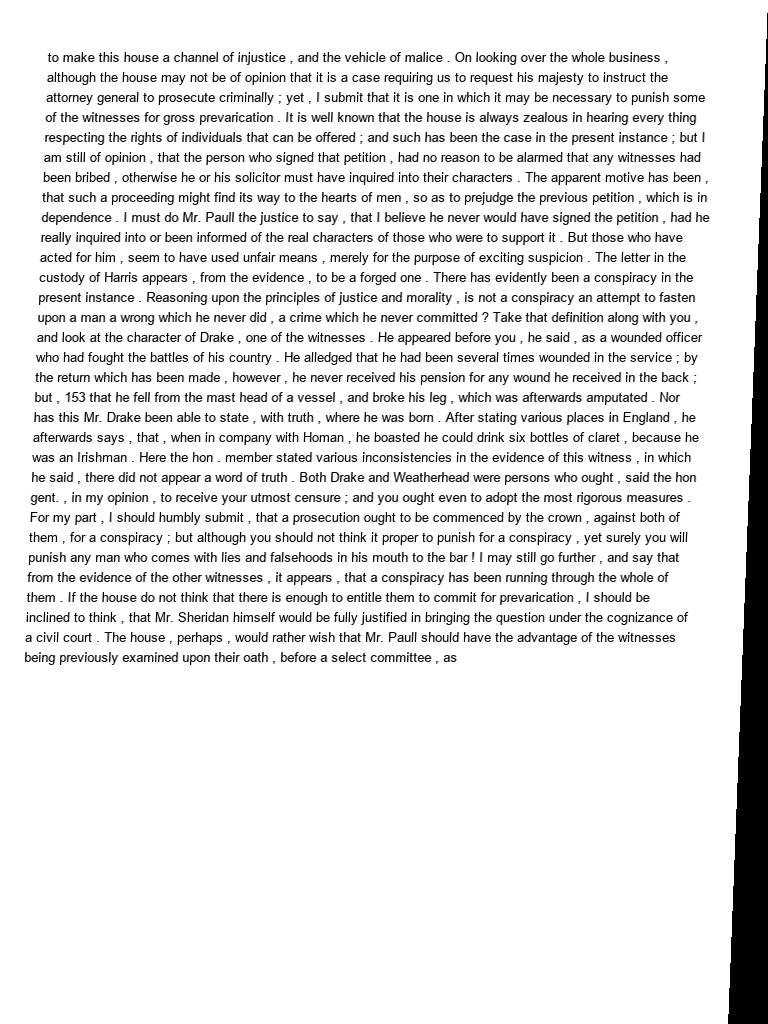 to make this house a channel of injustice , and the vehicle of malice . On looking over the whole business ,
although the house may not be of opinion that it is a case requiring us to request his majesty to instruct the
attorney general to prosecute criminally ; yet , I submit that it is one in which it may be necessary to punish some
of the witnesses for gross prevarication . It is well known that the house is always zealous in hearing every thing
respecting the rights of individuals that can be offered ; and such has been the case in the present instance ; but I
am still of opinion , that the person who signed that petition , had no reason to be alarmed that any witnesses had
been bribed , otherwise he or his solicitor must have inquired into their characters . The apparent motive has been ,
that such a proceeding might find its way to the hearts of men , so as to prejudge the previous petition , which is in
dependence . I must do Mr. Paull the justice to say , that I believe he never would have signed the petition , had he
really inquired into or been informed of the real characters of those who were to support it . But those who have
acted for him , seem to have used unfair means , merely for the purpose of exciting suspicion . The letter in the
custody of Harris appears , from the evidence , to be a forged one . There has evidently been a conspiracy in the
present instance . Reasoning upon the principles of justice and morality , is not a conspiracy an attempt to fasten
upon a man a wrong which he never did , a crime which he never committed ? Take that definition along with you ,
and look at the character of Drake , one of the witnesses . He appeared before you , he said , as a wounded officer
who had fought the battles of his country . He alledged that he had been several times wounded in the service ; by
the return which has been made , however , he never received his pension for any wound he received in the back ;
but , 153 that he fell from the mast head of a vessel , and broke his leg , which was afterwards amputated . Nor
has this Mr. Drake been able to state , with truth , where he was born . After stating various places in England , he
afterwards says , that , when in company with Homan , he boasted he could drink six bottles of claret , because he
was an Irishman . Here the hon . member stated various inconsistencies in the evidence of this witness , in which
he said , there did not appear a word of truth . Both Drake and Weatherhead were persons who ought , said the hon
gent. , in my opinion , to receive your utmost censure ; and you ought even to adopt the most rigorous measures .
For my part , I should humbly submit , that a prosecution ought to be commenced by the crown , against both of
them , for a conspiracy ; but although you should not think it proper to punish for a conspiracy , yet surely you will
punish any man who comes with lies and falsehoods in his mouth to the bar ! I may still go further , and say that
from the evidence of the other witnesses , it appears , that a conspiracy has been running through the whole of
them . If the house do not think that there is enough to entitle them to commit for prevarication , I should be
inclined to think , that Mr. Sheridan himself would be fully justified in bringing the question under the cognizance of
a civil court . The house , perhaps , would rather wish that Mr. Paull should have the advantage of the witnesses
being previously examined upon their oath , before a select committee , as